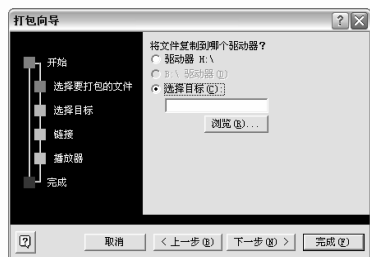 打包向导
开始
选择要打包的文件
选择目标
链接
播放器
完成
将文件复制到哪个驱动器?
驱动器 H:\
B:\ 驱动器(D)
选择目标(C):
浏览(R)...
取消
< 上一步(B)
下一步(N) >
完成(F)